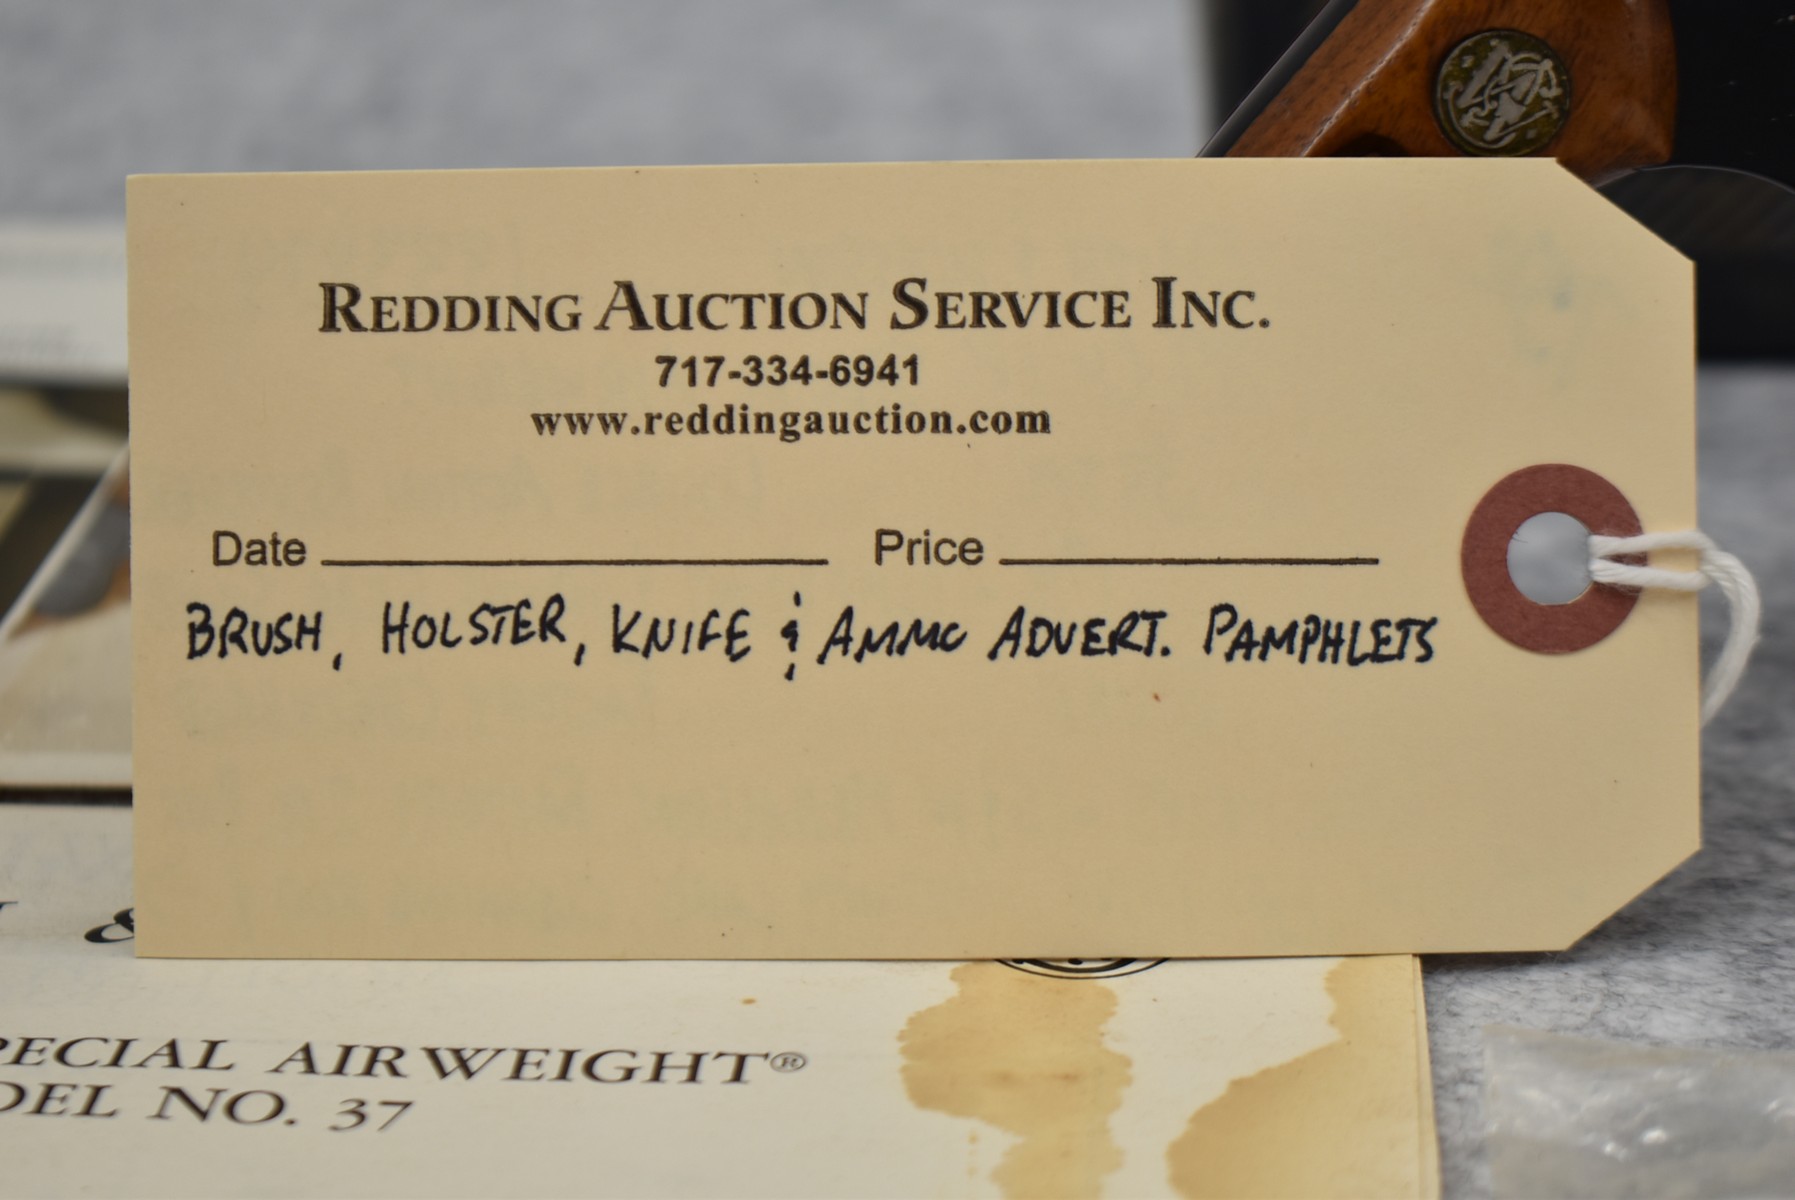 REDDING AUCTION SERVICE INC.
717-334-6941
www.reddingauction.com
Date Price
BRUSH, HOLSTER, KNIFE & AMMO ADVERT. PAMPHLETS
&
PECIAL AIRWEIGHT®
DEL NO. 37